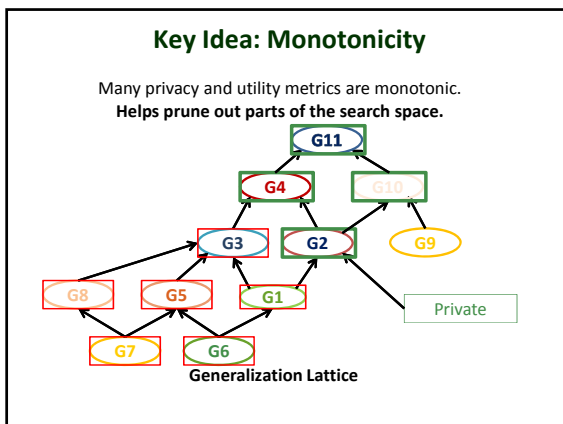 Key Idea: Monotonicity
Many privacy and utility metrics are monotonic.
Helps prune out parts of the search space.
G11
G4 G10
G3 G2 G9
G8 G5 G1
Private
G7 G6
Generalization Lattice